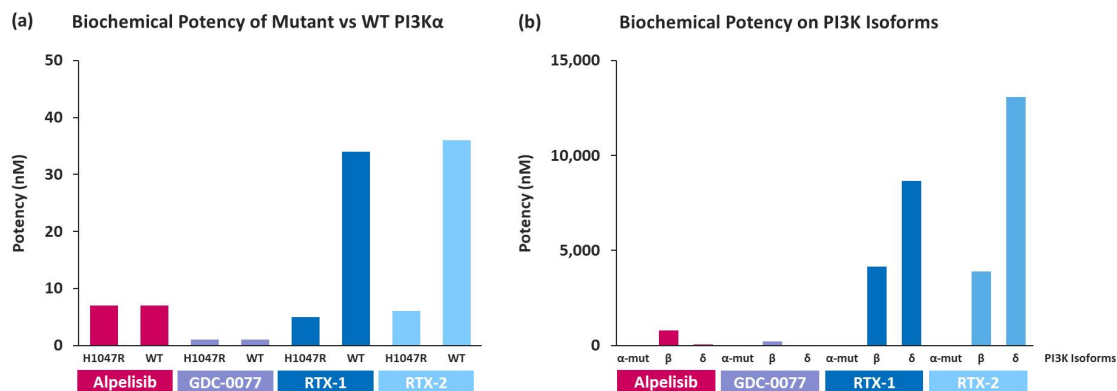 (a) Biochemical Potency of Mutant vs WT PI3Kα
Potency (nM)
50
40
30
20
10
0
H1047R WT H1047R WT H1047R WT H1047R WT
Alpelisib GDC-0077 RTX-1 RTX-2
(b) Biochemical Potency on PI3K Isoforms
Potency (nM)
15,000
10,000
5,000
0
α-mut β δ α-mut β δ α-mut β δ α-mut β δ PI3K Isoforms
Alpelisib GDC-0077 RTX-1 RTX-2